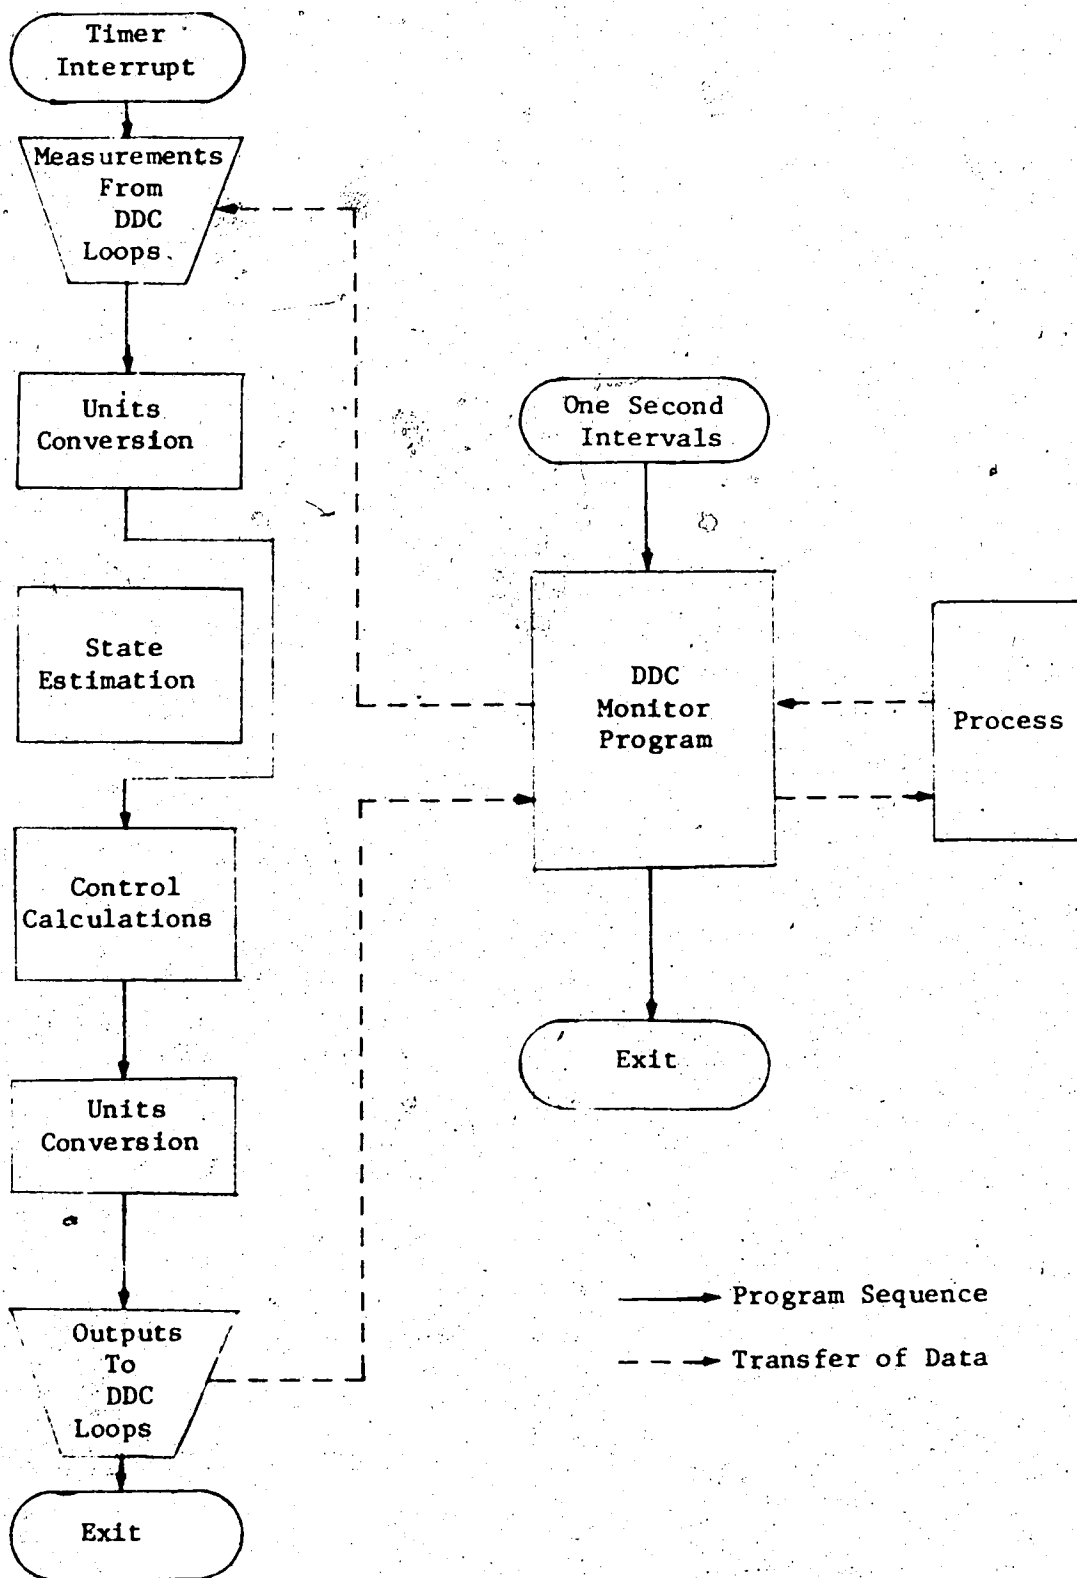 Timer
Interrupt
Measurements
From
DDC
Loops
Units
Conversion
State
Estimation
Control
Calculations
Units
Conversion
Outputs
To
DDC
Loops
Exit
One Second
Intervals
DDC
Monitor
Program
Exit
Process
Program Sequence
Transfer of Data